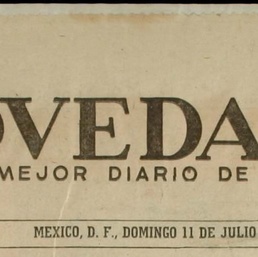 OVEDA
MEJOR DIARIO DE
MEXICO, D. F., DOMINGO 11 DE JULIO